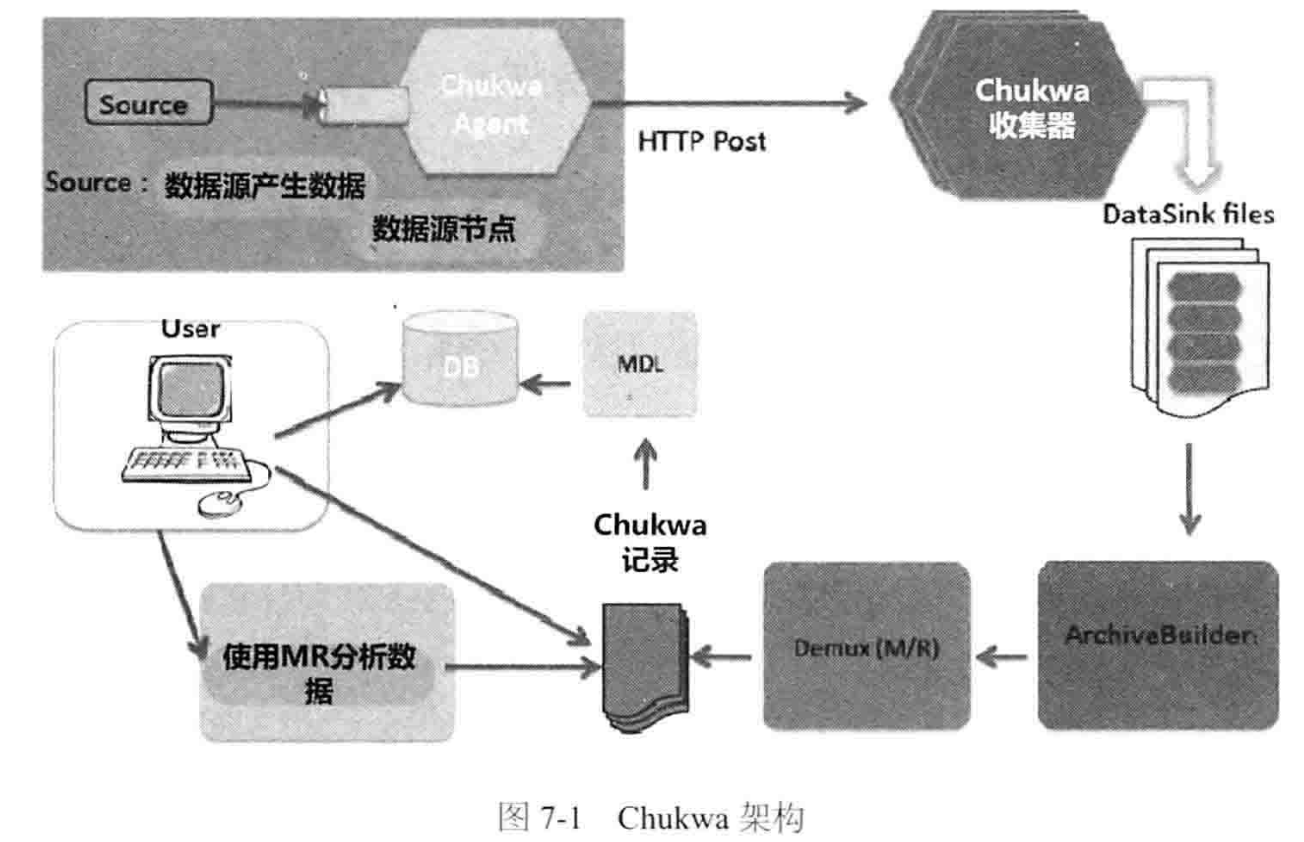 Source
Chukwa
Agent
HTTP Post
Chukwa
收集器
Source： 数据源产生数据
数据源节点
DataSink files
User
DB
MDL
Chukwa
记录
使用MR分析数
据
Demux (M/R)
ArchiveBuilder:
图 7-1 Chukwa 架构